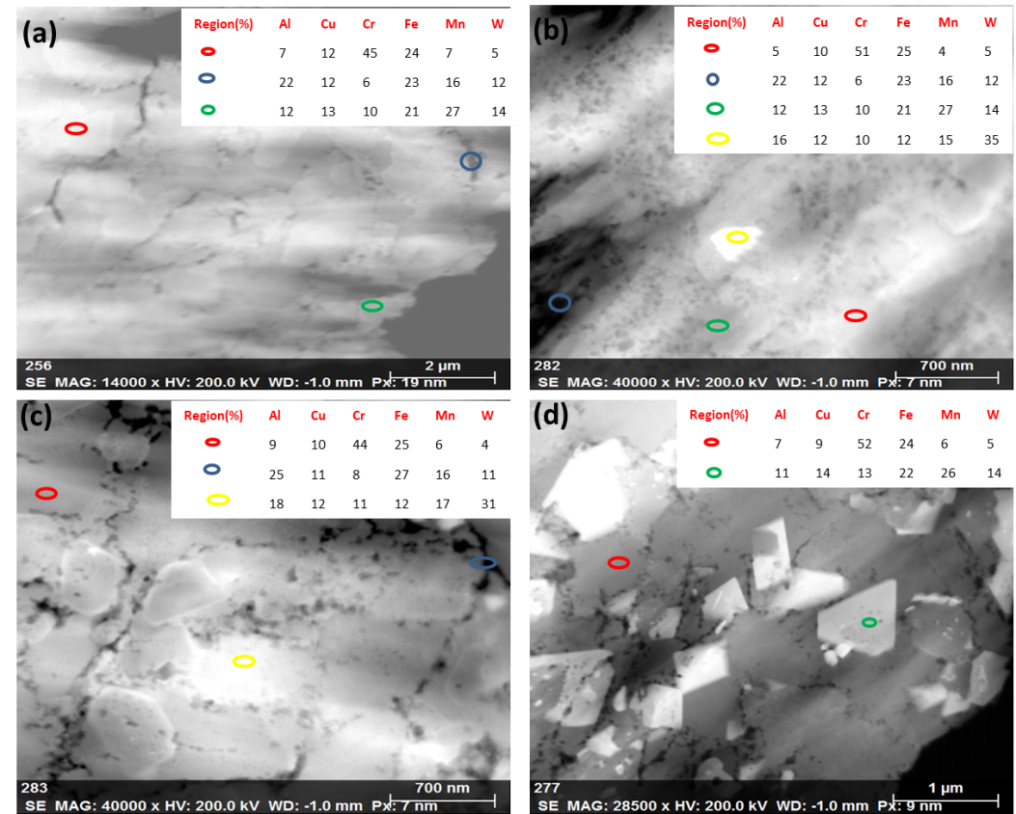 (a)
Region(%) Al Cu Cr Fe Mn W
7 12 45 24 7 5
22 12 6 23 16 12
12 13 10 21 27 14
256
2 µm
SE MAG: 14000 x HV: 200.0 kV WD: -1.0 mm Px: 19 nm
(b)
Region(%) Al Cu Cr Fe Mn W
5 10 51 25 4 5
22 12 6 23 16 12
12 13 10 21 27 14
16 12 10 12 15 35
282
700 nm
SE MAG: 40000 x HV: 200.0 kV WD: -1.0 mm Px: 7 nm
(c)
Region(%) Al Cu Cr Fe Mn W
9 10 44 25 6 4
25 11 8 27 16 11
18 12 11 12 17 31
283
700 nm
SE MAG: 40000 x HV: 200.0 kV WD: -1.0 mm Px: 7 nm
(d)
Region(%) Al Cu Cr Fe Mn W
7 9 52 24 6 5
11 14 13 22 26 14
277
1 µm
SE MAG: 28500 x HV: 200.0 kV WD: -1.0 mm Px: 9 nm